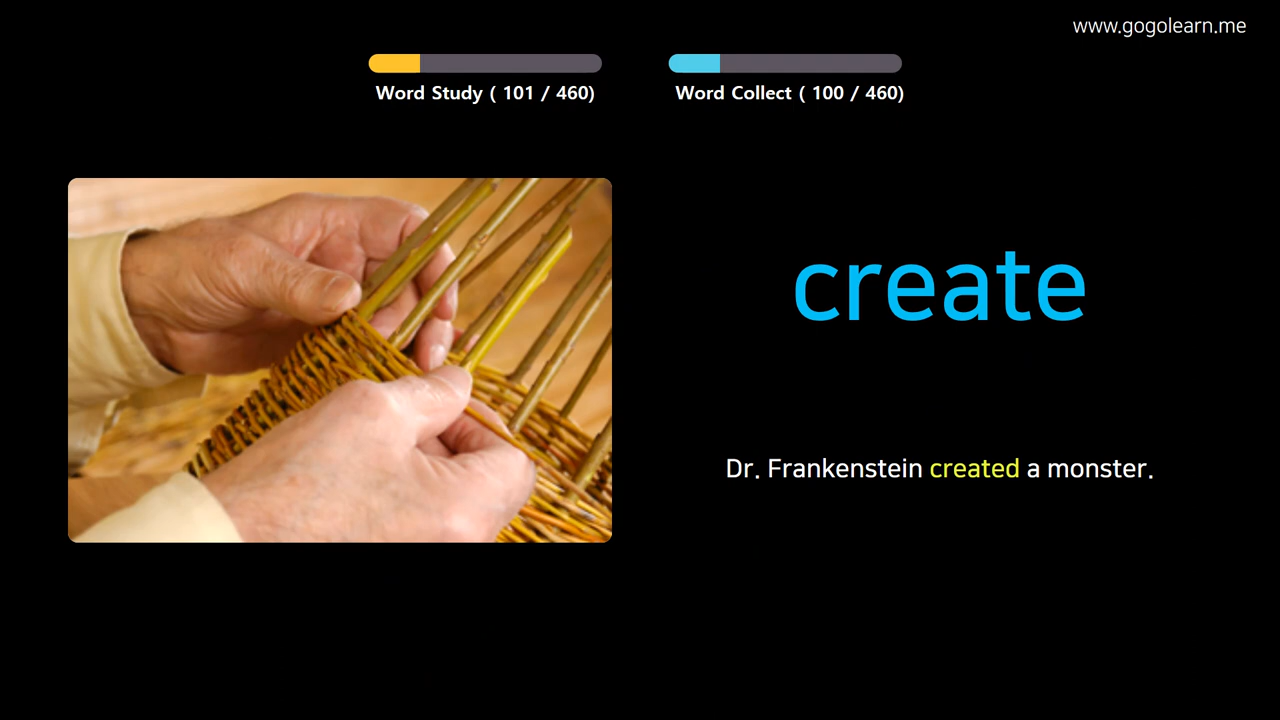 www.gogolearn.me
Word Study ( 101 / 460)
Word Collect ( 100 / 460)
create
Dr. Frankenstein created a monster.